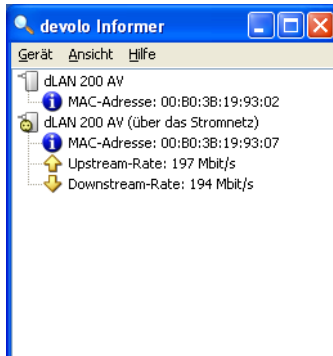 devolo Informer
Gerät Ansicht Hilfe
dLAN 200 AV
MAC-Adresse: 00:B0:3B:19:93:02
dLAN 200 AV (über das Stromnetz)
MAC-Adresse: 00:B0:3B:19:93:07
Upstream-Rate: 197 Mbit/s
Downstream-Rate: 194 Mbit/s